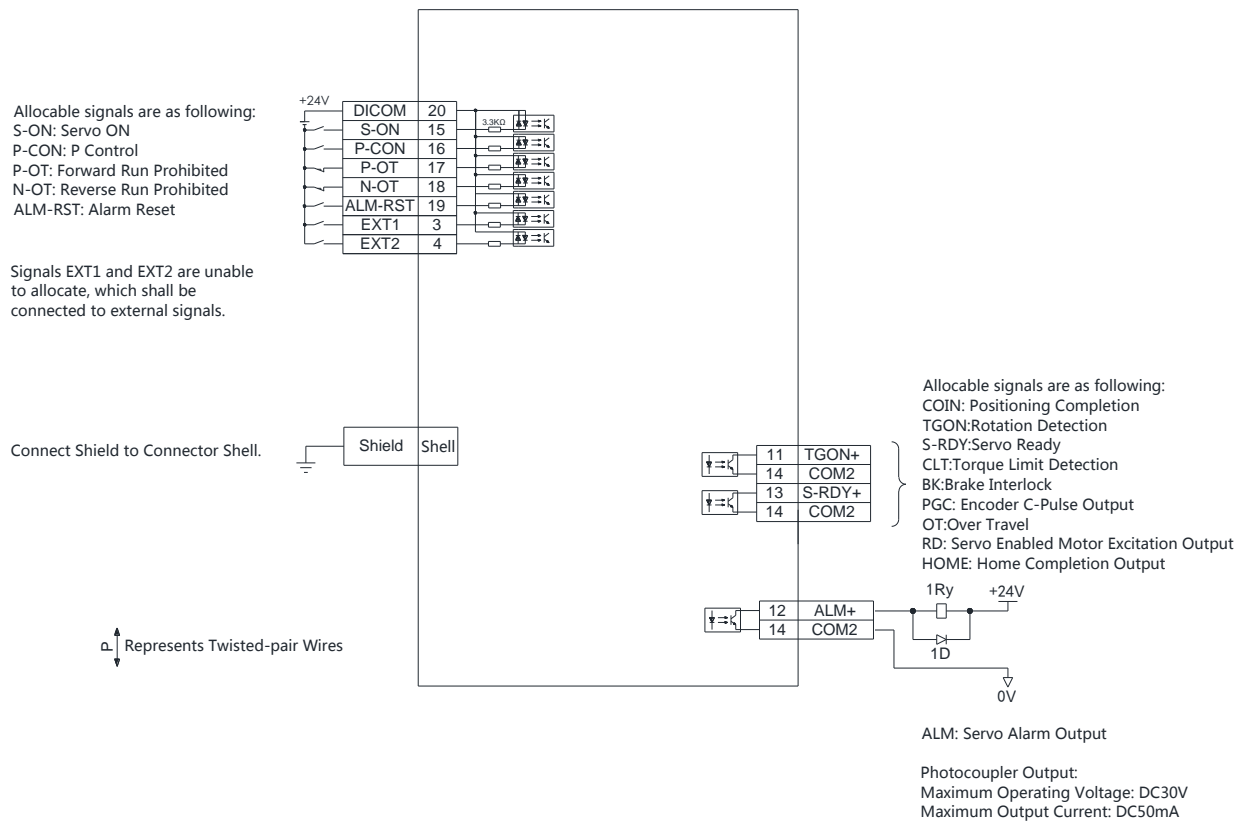 Allocable signals are as following:
S-ON: Servo ON
P-CON: P Control
P-OT: Forward Run Prohibited
N-OT: Reverse Run Prohibited
ALM-RST: Alarm Reset
Signals EXT1 and EXT2 are unable
to allocate, which shall be
connected to external signals.
+24V
DICOM 20
S-ON 15 3.3KΩ
P-CON 16
P-OT 17
N-OT 18
ALM-RST 19
EXT1 3
EXT2 4
Connect Shield to Connector Shell.
Shield Shell
P Represents Twisted-pair Wires
11 TGON+
14 COM2
13 S-RDY+
14 COM2
Allocable signals are as following:
COIN: Positioning Completion
TGON:Rotation Detection
S-RDY:Servo Ready
CLT:Torque Limit Detection
BK:Brake Interlock
PGC: Encoder C-Pulse Output
OT:Over Travel
RD: Servo Enabled Motor Excitation Output
HOME: Home Completion Output
12 ALM+
14 COM2
1Ry +24V
1D
0V
ALM: Servo Alarm Output
Photocoupler Output:
Maximum Operating Voltage: DC30V
Maximum Output Current: DC50mA